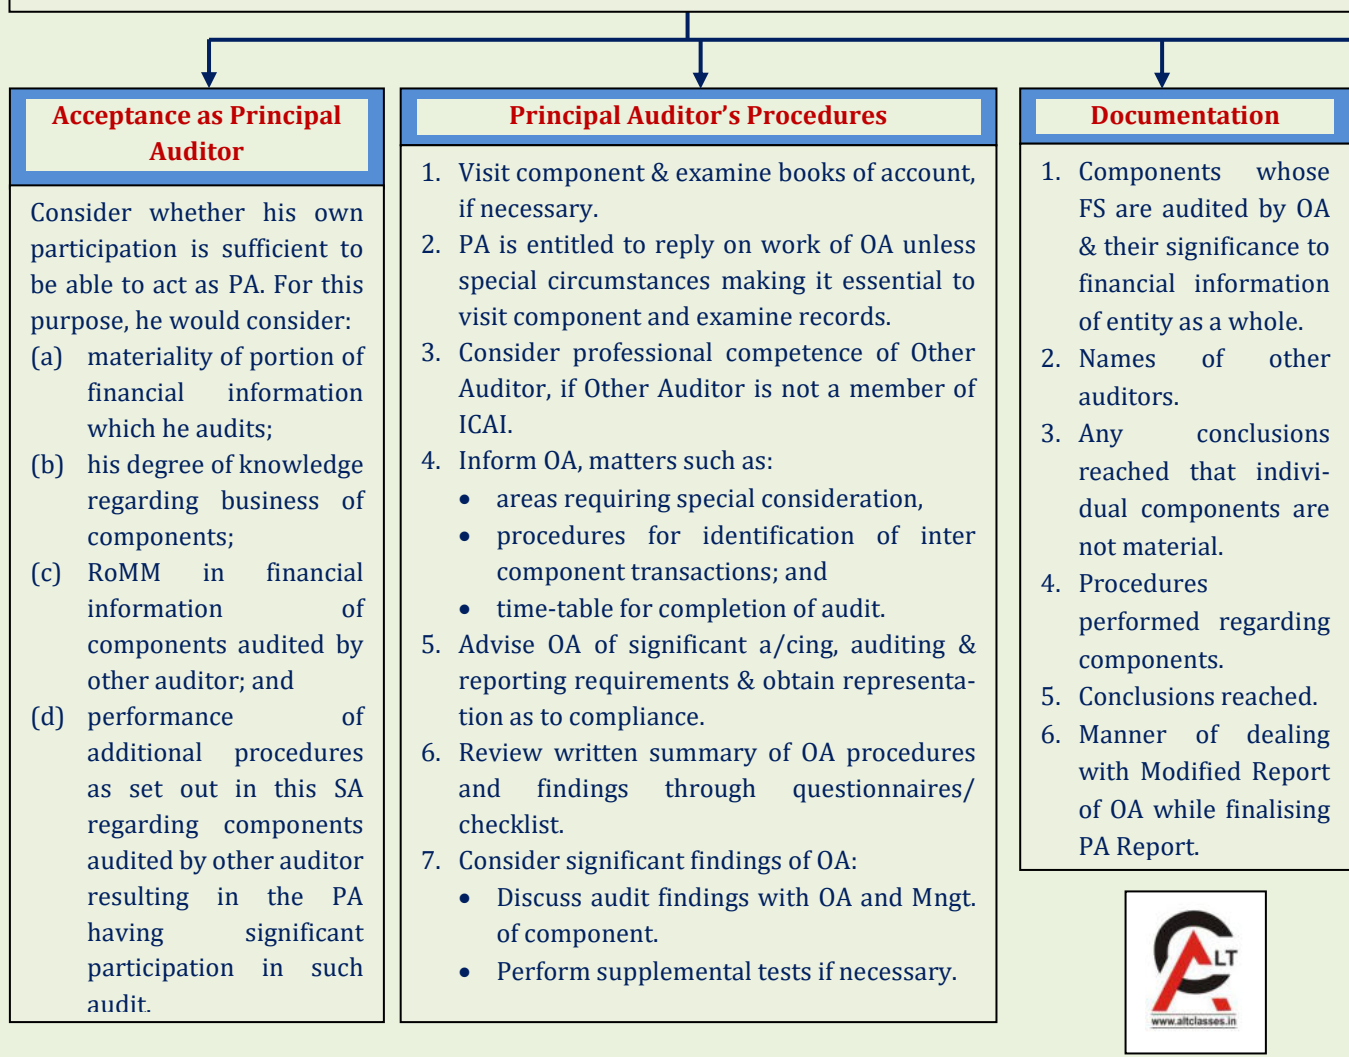 Acceptance as Principal
Auditor
Consider whether his own
participation is sufficient to
be able to act as PA. For this
purpose, he would consider:
(a) materiality of portion of
financial information
which he audits;
(b) his degree of knowledge
regarding business of
components;
(c) RoMM in financial
information of
components audited by
other auditor; and
(d) performance of
additional procedures
as set out in this SA
regarding components
audited by other auditor
resulting in the PA
having significant
participation in such
audit.
Principal Auditor’s Procedures
1. Visit component & examine books of account,
if necessary.
2. PA is entitled to reply on work of OA unless
special circumstances making it essential to
visit component and examine records.
3. Consider professional competence of Other
Auditor, if Other Auditor is not a member of
ICAI.
4. Inform OA, matters such as:
• areas requiring special consideration,
• procedures for identification of inter
component transactions; and
• time-table for completion of audit.
5. Advise OA of significant a/cing, auditing &
reporting requirements & obtain representa-
tion as to compliance.
6. Review written summary of OA procedures
and findings through questionnaires/
checklist.
7. Consider significant findings of OA:
• Discuss audit findings with OA and Mngt.
of component.
• Perform supplemental tests if necessary.
Documentation
1. Components whose
FS are audited by OA
& their significance to
financial information
of entity as a whole.
2. Names of other
auditors.
3. Any conclusions
reached that indivi-
dual components are
not material.
4. Procedures
performed regarding
components.
5. Conclusions reached.
6. Manner of dealing
with Modified Report
of OA while finalising
PA Report.
CALT
www.altclasses.in